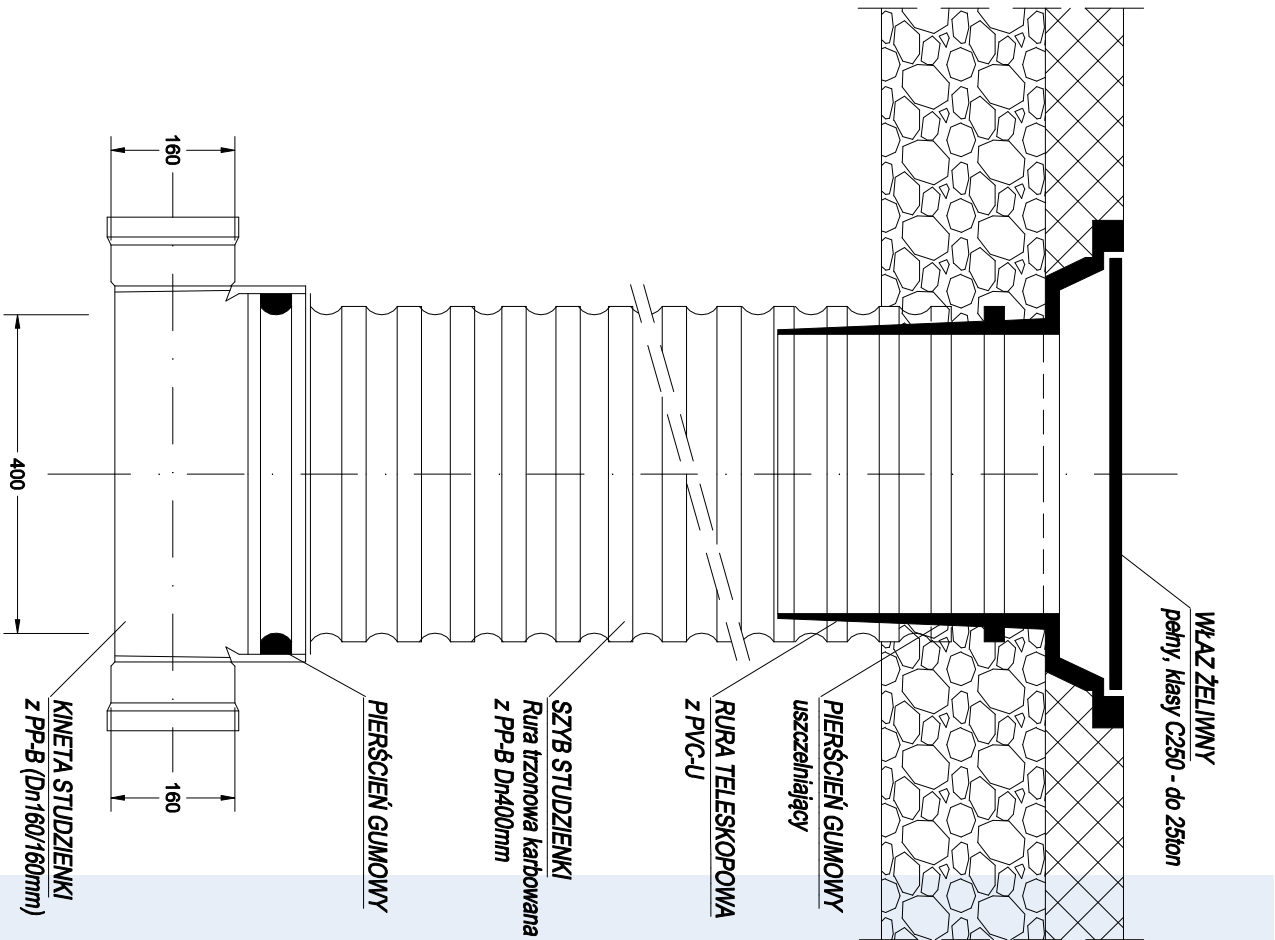 WŁAZ ŻELIWNY
pełny, klasy C250 - do 25ton
PIERŚCIEŃ GUMOWY
uszczelniający
RURA TELESKOPOWA
z PVC-U
SZYB STUDZIENKI
Rura trzonowa karbowana
z PP-B Dn400mm
PIERŚCIEŃ GUMOWY
KINETA STUDZIENKI
z PP-B (Dn160/160mm)
160
400
160